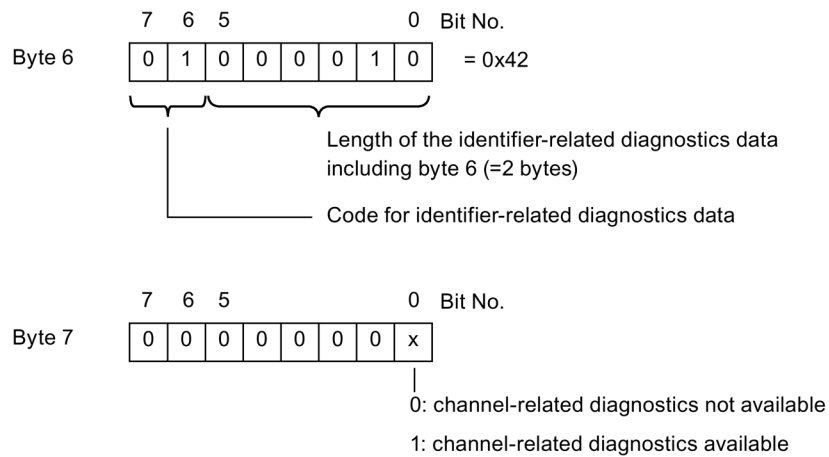 7 6 5 0 Bit No.
Byte 6 0 1 0 0 0 0 1 0 = 0x42
Length of the identifier-related diagnostics data
including byte 6 (=2 bytes)
Code for identifier-related diagnostics data
7 6 5 0 Bit No.
Byte 7 0 0 0 0 0 0 0 x
0: channel-related diagnostics not available
1: channel-related diagnostics available